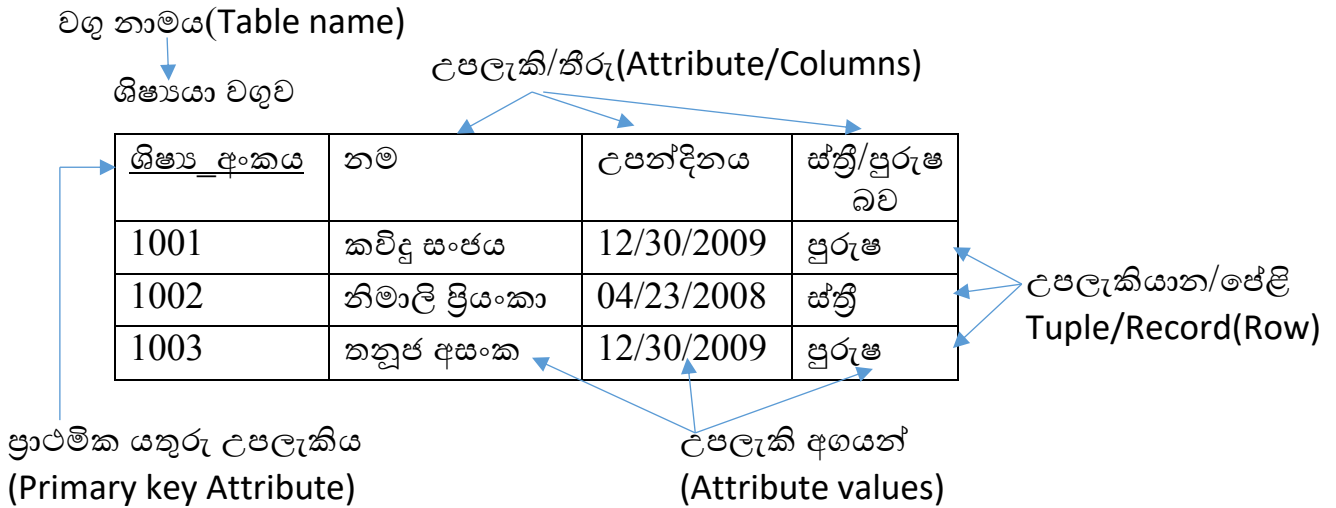 වගු නාමය(Table name)
උපලැකි/තීරු(Attribute/Columns)
ශිෂ්‍යයා වගුව
ශිෂ්‍ය_අංකය නම උපන්දිනය ස්ත්‍රී/පුරුෂ
බව
1001 කවිදු සංජය 12/30/2009 පුරුෂ
1002 නිමාලි ප්‍රියංකා 04/23/2008 ස්ත්‍රී
1003 තනූජ අසංක 12/30/2009 පුරුෂ
උපලැකියාන/පේළි
Tuple/Record(Row)
ප්‍රාථමික යතුරු උපලැකිය
(Primary key Attribute)
උපලැකි අගයන්
(Attribute values)